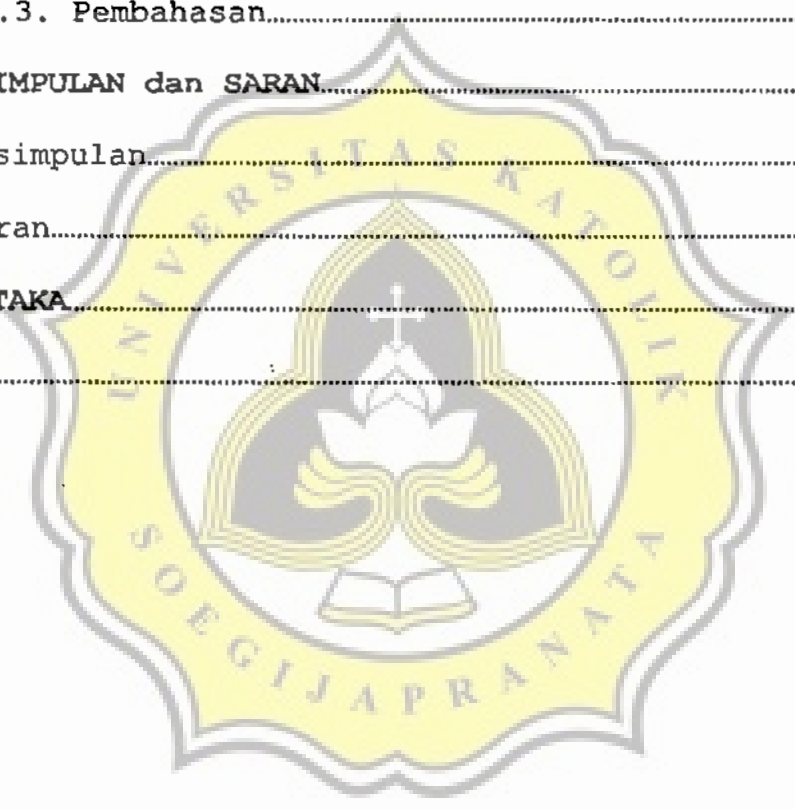 .3. Pembahasan
IMPULAN dan SARAN
simpulan
ran
TAKA
UNIVERSITAS KATOLIK
SOEGIJAPRANATA